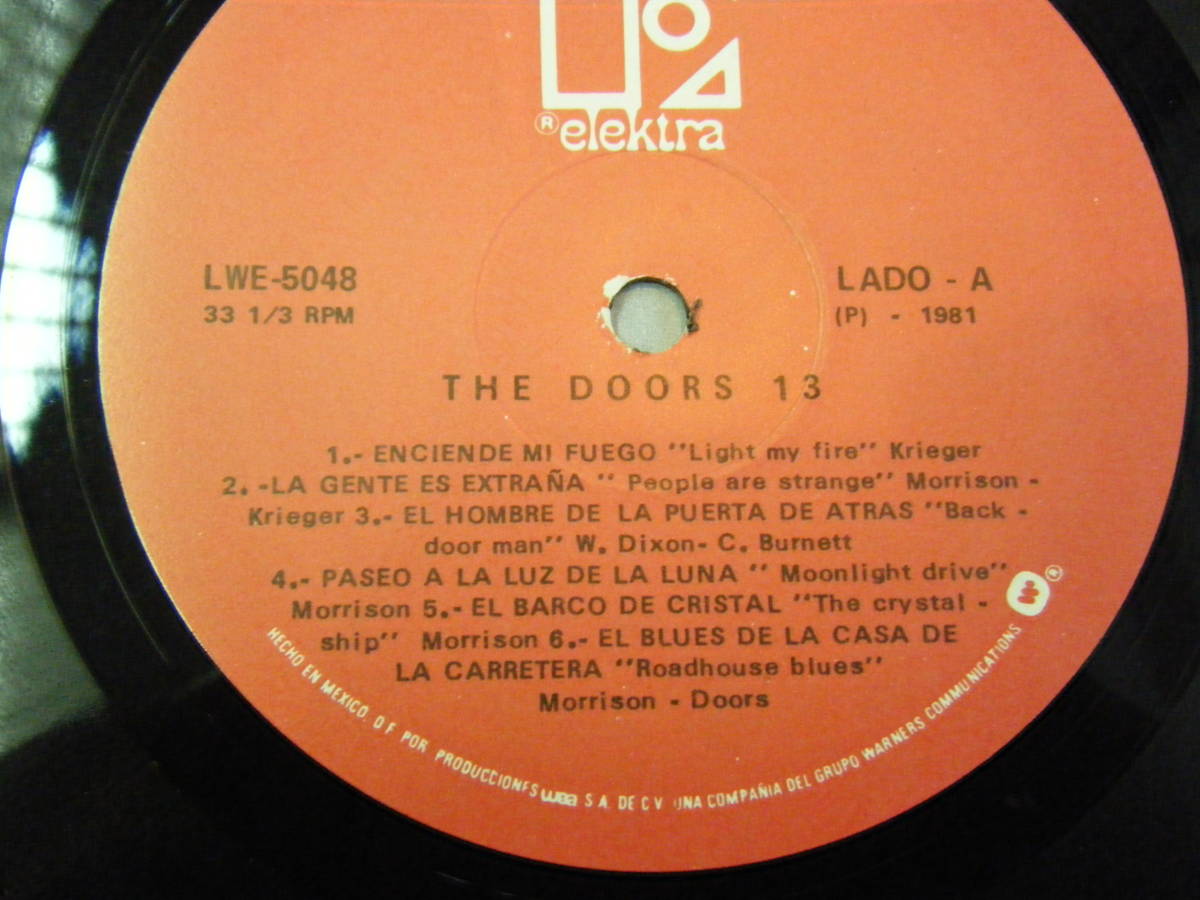 ® elektra
LWE-5048
33 1/3 RPM
LADO - A
(P) - 1981
THE DOORS 13
1.- ENCIENDE MI FUEGO "Light my fire" Krieger
2. -LA GENTE ES EXTRAÑA " People are strange" Morrison -
Krieger 3.- EL HOMBRE DE LA PUERTA DE ATRAS "Back -
door man" W. Dixon- C. Burnett
4.- PASEO A LA LUZ DE LA LUNA " Moonlight drive"
Morrison 5.- EL BARCO DE CRISTAL "The crystal -
ship" Morrison 6.- EL BLUES DE LA CASA DE
LA CARRETERA "Roadhouse blues"
Morrison - Doors
HECHO EN MEXICO, D F POR PRODUCCIONES wea S.A. DE C V UNA COMPAÑIA DEL GRUPO WARNERS COMMUNICATIONS ®